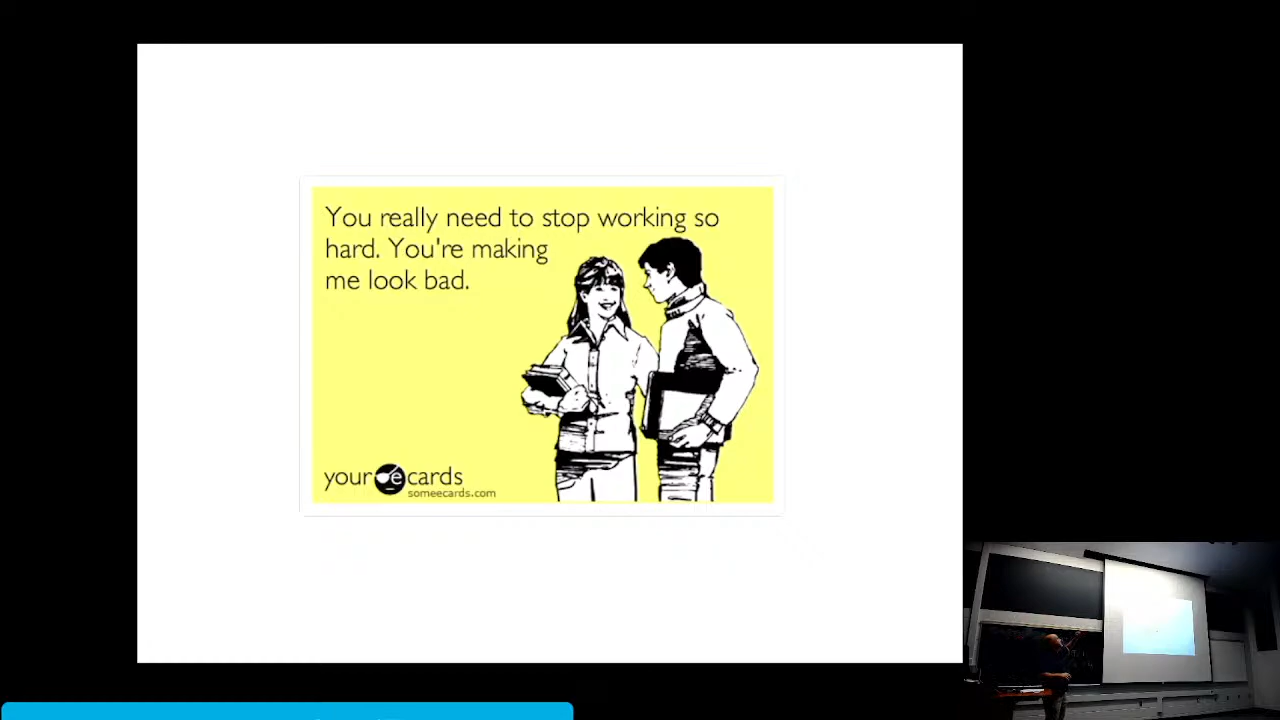 You really need to stop working so
hard. You're making
me look bad.
your e cards
someecards.com